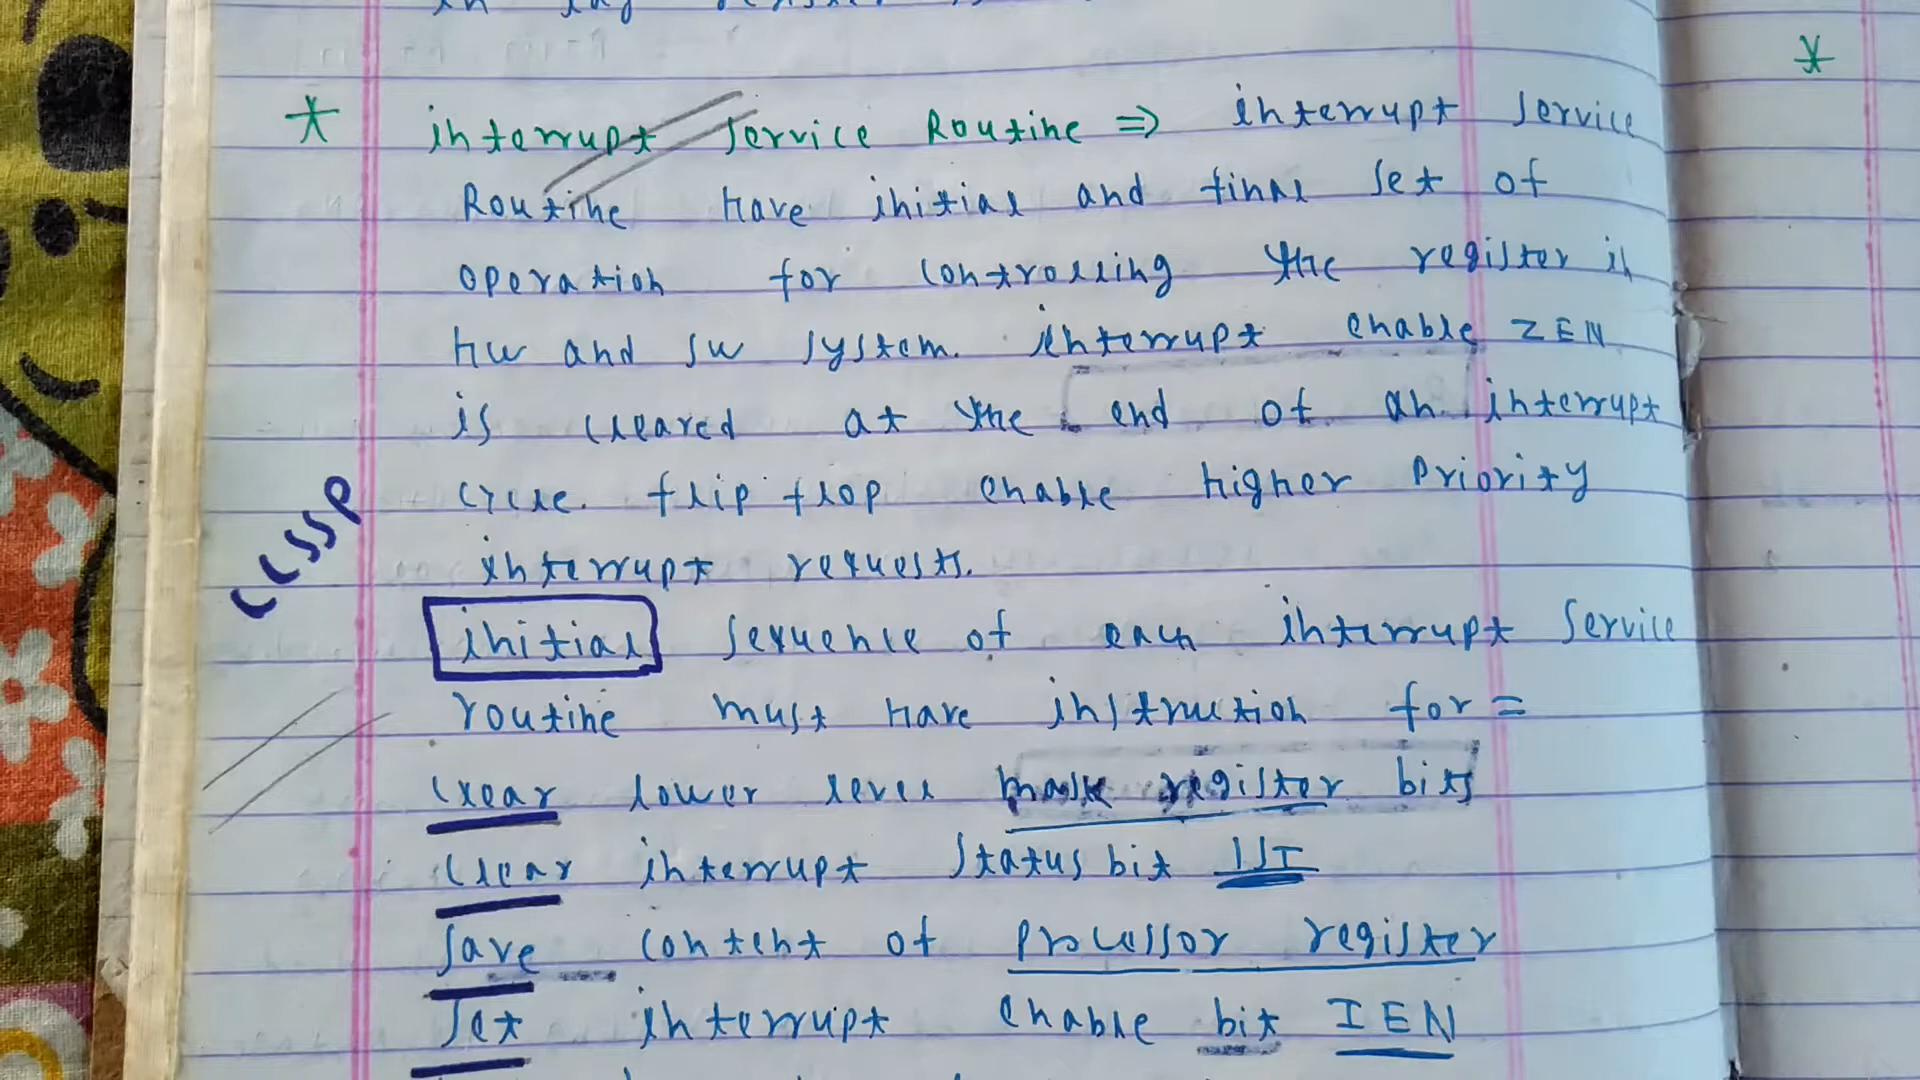 * interrupt Service Routine ⇒ interrupt Service
Routine have initial and final set of
operation for controlling the register in
hw and sw system. interrupt enable ZEN
is cleared at the end of an interrupt
cycle. flip flop enable higher priority
interrupt requests.
CCSSP
initial sequence of each interrupt Service
routine must have instruction for =
Clear lower level mask register bits
Clear interrupt status bit IST
Save content of processor register
Set interrupt enable bit IEN
*